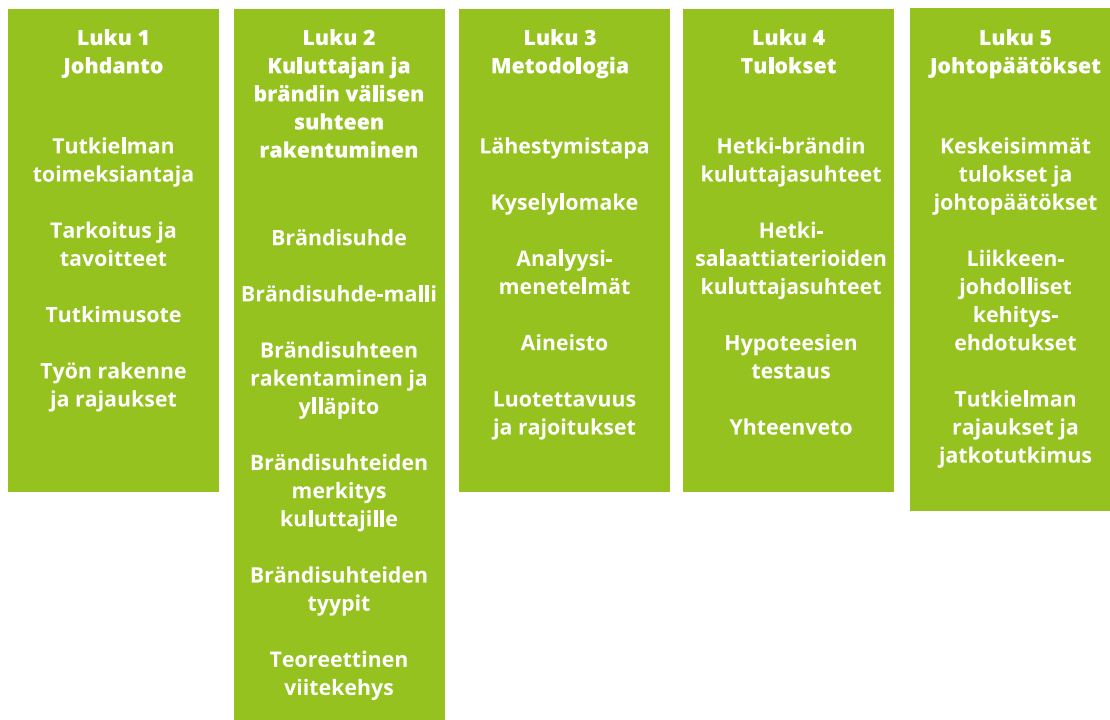 Luku 1
Johdanto
Tutkielman
toimeksiantaja
Tarkoitus ja
tavoitteet
Tutkimusote
Työn rakenne
ja rajaukset
Luku 2
Kuluttajan ja
brändin välisen
suhteen
rakentuminen
Brändisuhde
Brändisuhde-malli
Brändisuhteen
rakentaminen ja
ylläpito
Brändisuhteiden
merkitys
kuluttajille
Brändisuhteiden
tyypit
Teoreettinen
viitekehys
Luku 3
Metodologia
Lähestymistapa
Kyselylomake
Analyysi-
menetelmät
Aineisto
Luotettavuus
ja rajoitukset
Luku 4
Tulokset
Hetki-brändin
kuluttajasuhteet
Hetki-
salaattiaterioiden
kuluttajasuhteet
Hypoteesien
testaus
Yhteenveto
Luku 5
Johtopäätökset
Keskeisimmät
tulokset ja
johtopäätökset
Liikkeen-
johdolliset
kehitys-
ehdotukset
Tutkielman
rajaukset ja
jatkotutkimus